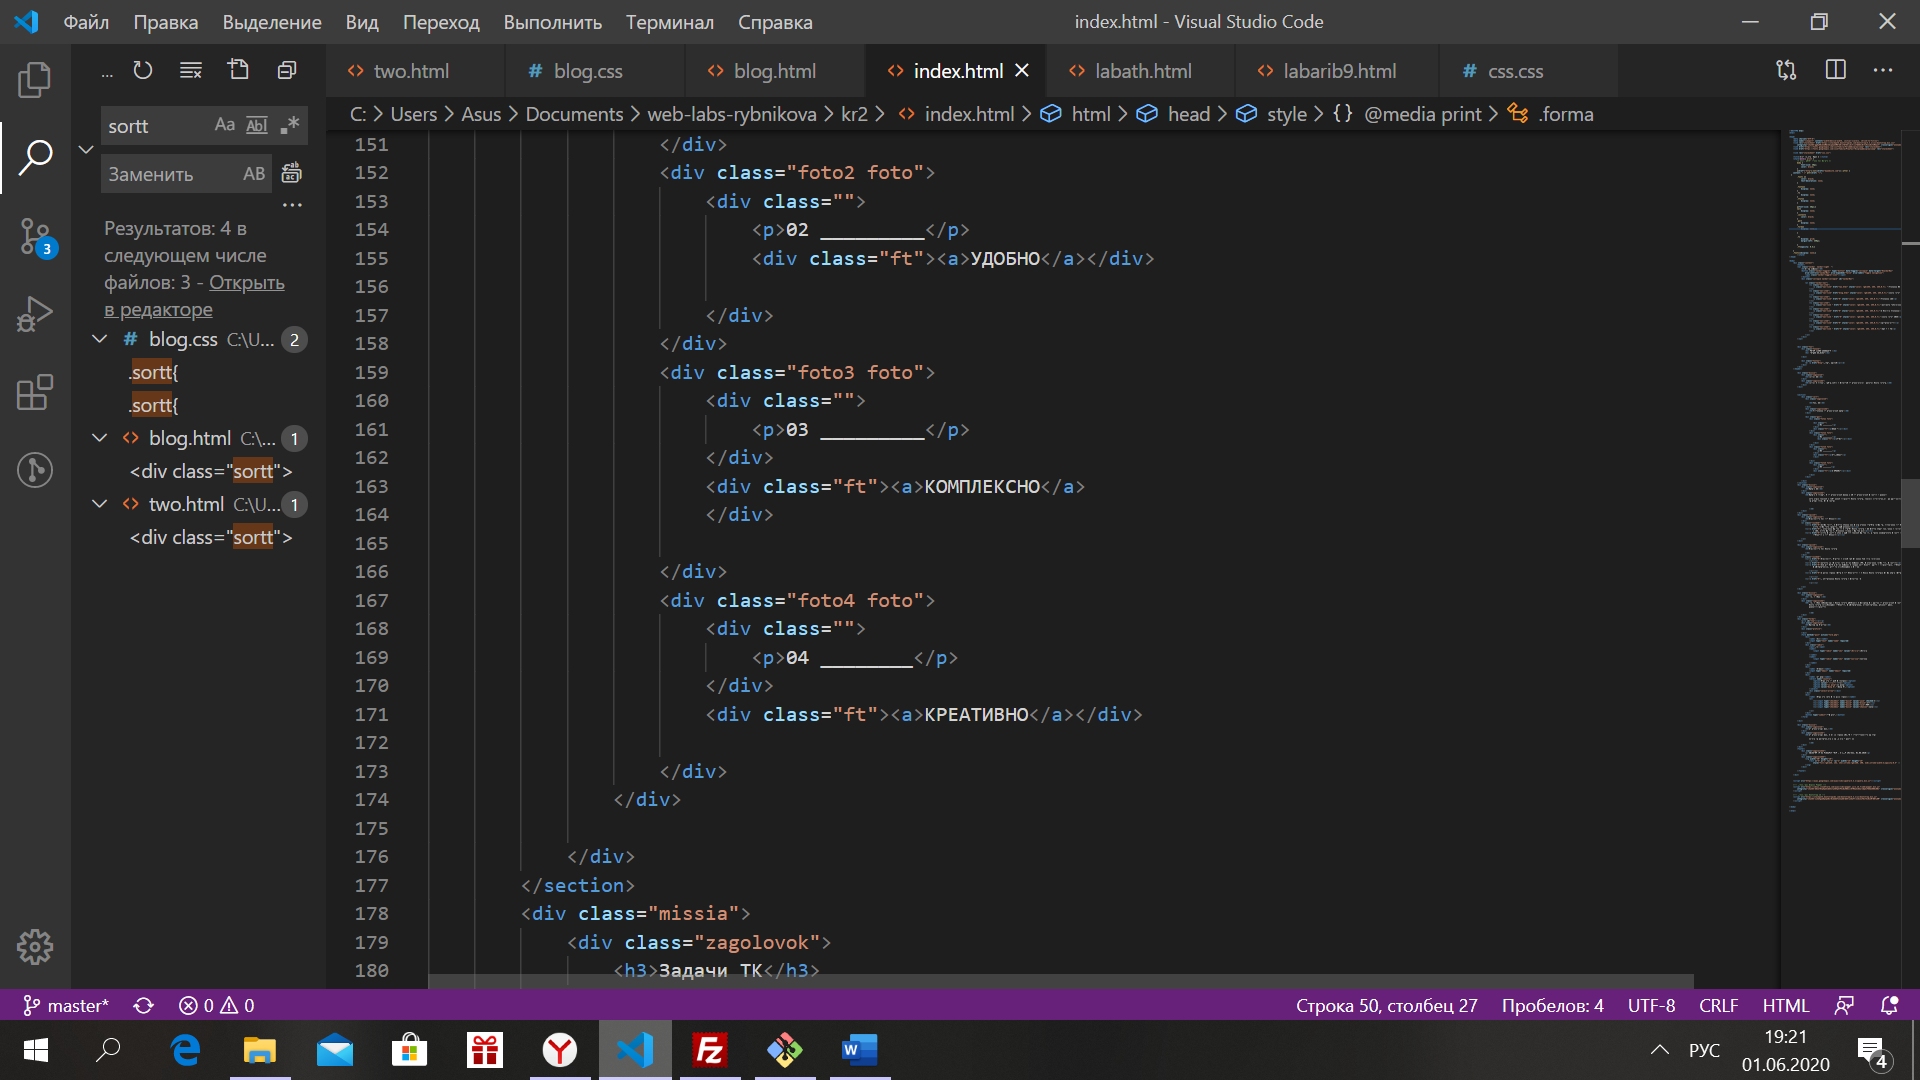 Файл Правка Выделение Вид Переход Выполнить Терминал Справка index.html - Visual Studio Code
two.html # blog.css blog.html index.html labath.html labarib9.html # css.css
C: > Users > Asus > Documents > web-labs-rybnikova > kr2 > index.html > html > head > style > {} @media print > .forma
sortt Aa Abl .*
Заменить AB
...
Результатов: 4 в
следующем числе
файлов: 3 - Открыть
в редакторе
# blog.css C:\U... 2
.sortt{
.sortt{
blog.html C:\... 1
<div class="sortt">
two.html C:\U... 1
<div class="sortt">
151 </div>
152 <div class="foto2 foto">
153 <div class="">
154 <p>02 _________</p>
155 <div class="ft"><a>УДОБНО</a></div>
156
157 </div>
158 </div>
159 <div class="foto3 foto">
160 <div class="">
161 <p>03 _________</p>
162 </div>
163 <div class="ft"><a>КОМПЛЕКСНО</a>
164 </div>
165
166 </div>
167 <div class="foto4 foto">
168 <div class="">
169 <p>04 ________</p>
170 </div>
171 <div class="ft"><a>КРЕАТИВНО</a></div>
172
173 </div>
174 </div>
175
176 </div>
177 </section>
178 <div class="missia">
179 <div class="zagolovok">
180 <h3>Задачи ТК</h3>
3
master* 0 0 Строка 50, столбец 27 Пробелов: 4 UTF-8 CRLF HTML
РУС 19:21
01.06.2020 4